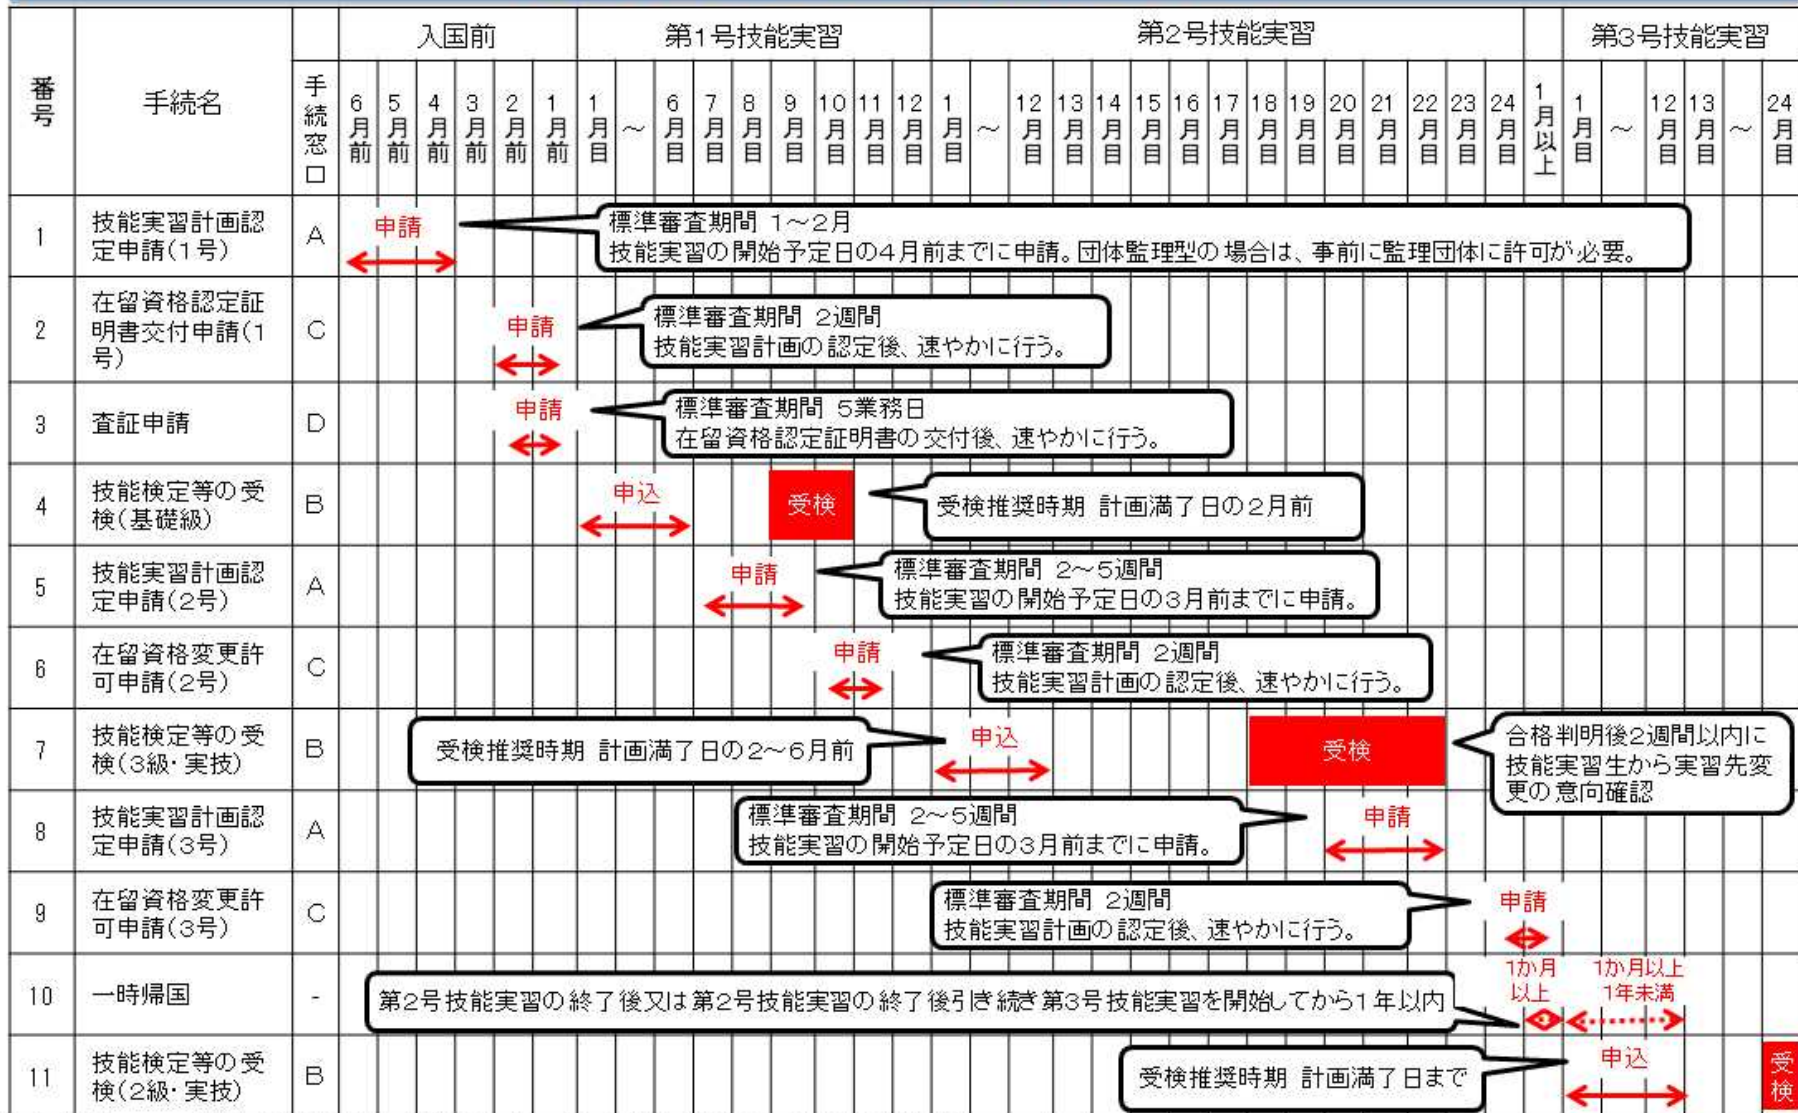 入国前 第1号技能実習 第2号技能実習 第3号技能実習
番号 手続名 手続窓口 6月前 5月前 4月前 3月前 2月前 1月前 1月目 ～ 6月目 7月目 8月目 9月目 10月目 11月目 12月目 1月目 ～ 12月目 13月目 14月目 15月目 16月目 17月目 18月目 19月目 20月目 21月目 22月目 23月目 24月目 1月以上 1月目 ～ 12月目 13月目 ～ 24月目
1
技能実習計画認
定申請(1号)
A
申請
標準審査期間 1～2月
技能実習の開始予定日の4月前までに申請。団体監理型の場合は、事前に監理団体に許可が必要。
2
在留資格認定証
明書交付申請(1
号)
C
申請
標準審査期間 2週間
技能実習計画の認定後、速やかに行う。
3
査証申請
D
申請
標準審査期間 5業務日
在留資格認定証明書の交付後、速やかに行う。
4
技能検定等の受
検(基礎級)
B
申込
受検
受検推奨時期 計画満了日の2月前
5
技能実習計画認
定申請(2号)
A
申請
標準審査期間 2～5週間
技能実習の開始予定日の3月前までに申請。
6
在留資格変更許
可申請(2号)
C
申請
標準審査期間 2週間
技能実習計画の認定後、速やかに行う。
7
技能検定等の受
検(3級・実技)
B
受検推奨時期 計画満了日の2～6月前
申込
受検
合格判明後2週間以内に
技能実習生から実習先変
更の意向確認
8
技能実習計画認
定申請(3号)
A
標準審査期間 2～5週間
技能実習の開始予定日の3月前までに申請。
申請
9
在留資格変更許
可申請(3号)
C
標準審査期間 2週間
技能実習計画の認定後、速やかに行う。
申請
10
一時帰国
-
第2号技能実習の終了後又は第2号技能実習の終了後引き続き第3号技能実習を開始してから1年以内
1か月
以上
1か月以上
1年未満
11
技能検定等の受
検(2級・実技)
B
受検推奨時期 計画満了日まで
申込
受検